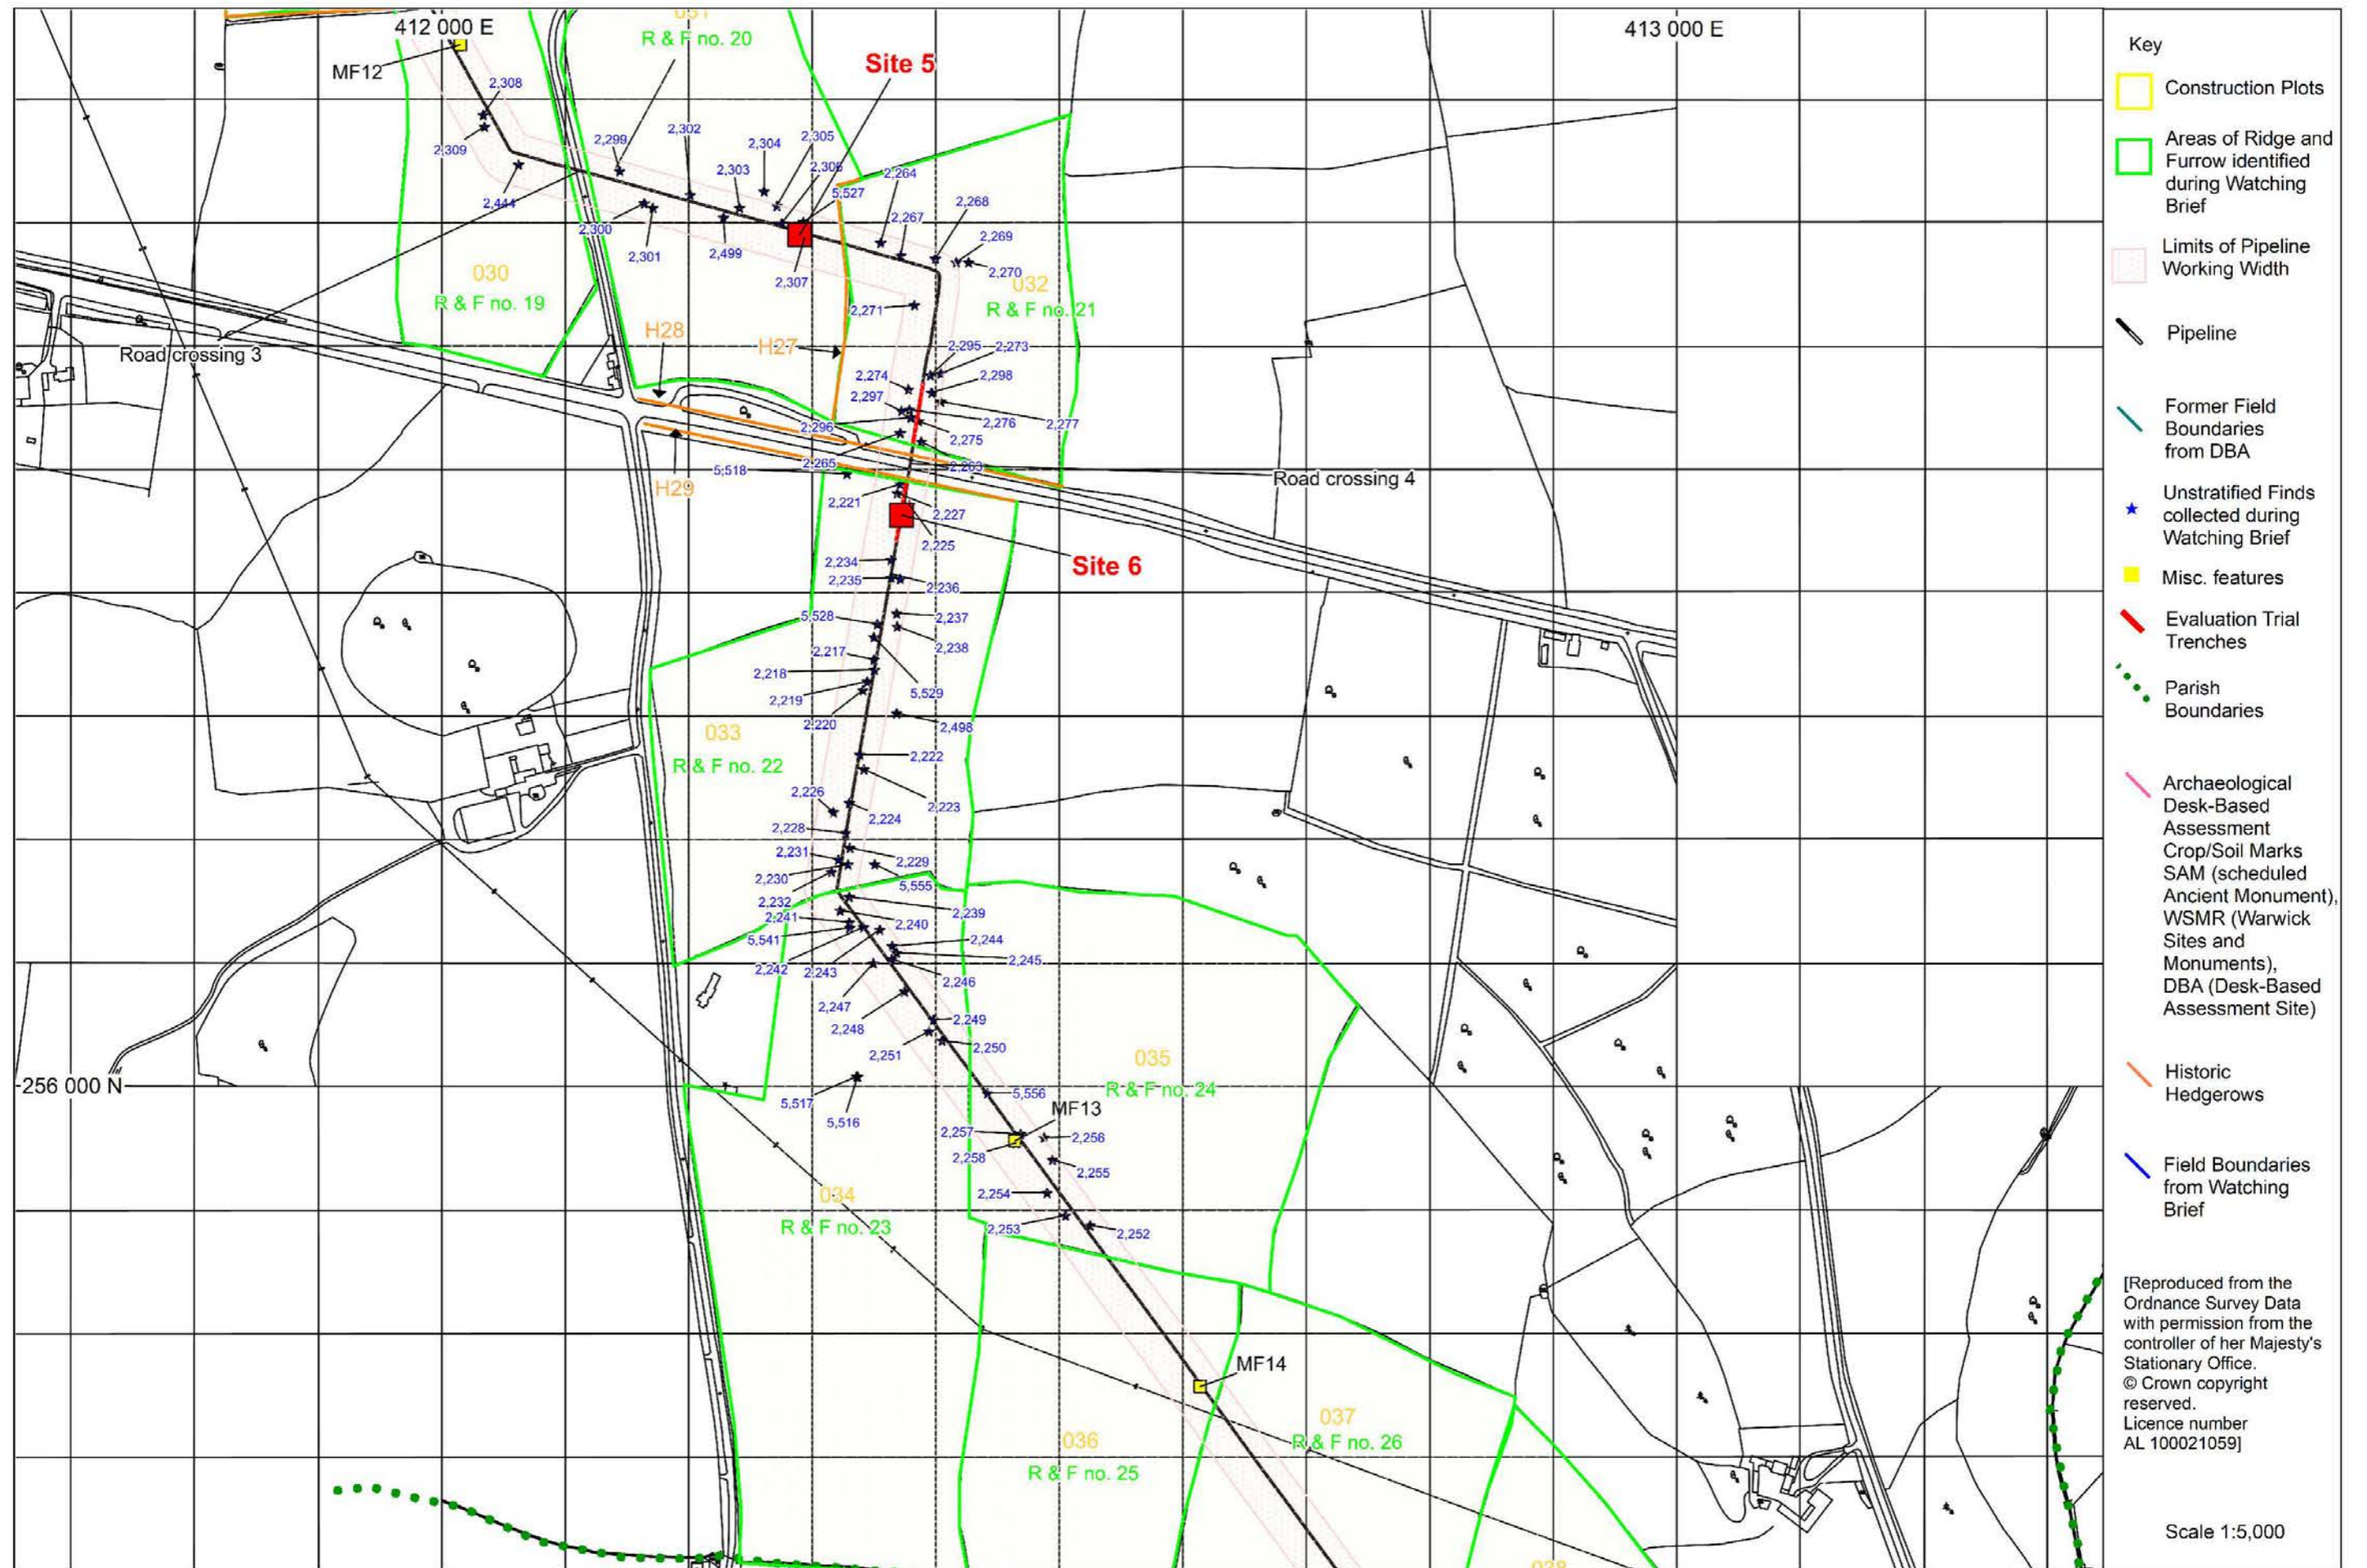 412 000 E
413 000 E
R & F no. 20
Site 5
MF12
2,308
2,309
2,444
2,299
2,302
2,303
2,304
2,305
2,306
5,527
2,264
2,267
2,268
2,269
2,270
2,300
2,301
2,499
2,307
2,271
030
R & F no. 19
032
R & F no. 21
H28
H27
Road crossing 3
2,295
2,273
2,274
2,298
2,297
2,296
2,276
2,277
2,275
2,265
2,263
5,518
H29
Road crossing 4
2,221
2,227
2,225
Site 6
2,234
2,235
2,236
5,528
2,237
2,238
2,217
2,218
2,219
5,529
2,220
2,498
033
R & F no. 22
2,222
2,226
2,223
2,224
2,228
2,231
2,229
2,230
5,555
2,232
2,239
2,241
2,240
5,541
2,244
2,245
2,242
2,243
2,246
2,247
2,248
2,249
2,250
2,251
035
R & F no. 24
256 000 N
5,517
5,516
5,556
MF13
2,257
2,256
2,258
2,255
2,254
2,253
2,252
034
R & F no. 23
MF14
036
R & F no. 25
037
R & F no. 26
Key
Construction Plots
Areas of Ridge and
Furrow identified
during Watching
Brief
Limits of Pipeline
Working Width
Pipeline
Former Field
Boundaries
from DBA
Unstratified Finds
collected during
Watching Brief
Misc. features
Evaluation Trial
Trenches
Parish
Boundaries
Archaeological
Desk-Based
Assessment
Crop/Soil Marks
SAM (scheduled
Ancient Monument),
WSMR (Warwick
Sites and
Monuments),
DBA (Desk-Based
Assessment Site)
Historic
Hedgerows
Field Boundaries
from Watching
Brief
[Reproduced from the
Ordnance Survey Data
with permission from the
controller of her Majesty's
Stationary Office.
© Crown copyright
reserved.
Licence number
AL 100021059]
Scale 1:5,000